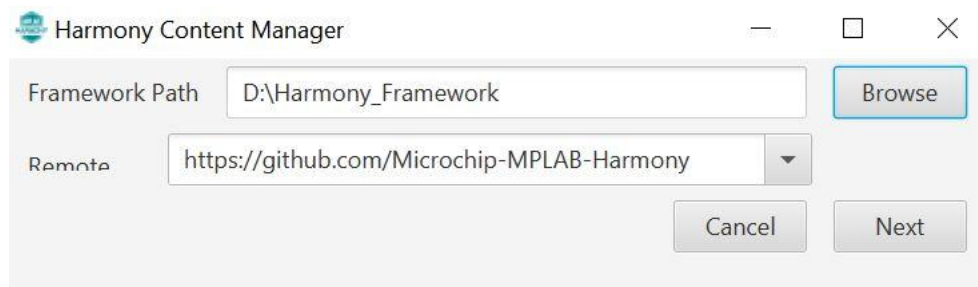 Harmony Content Manager
Framework Path D:\Harmony_Framework Browse
Remote https://github.com/Microchip-MPLAB-Harmony
Cancel Next